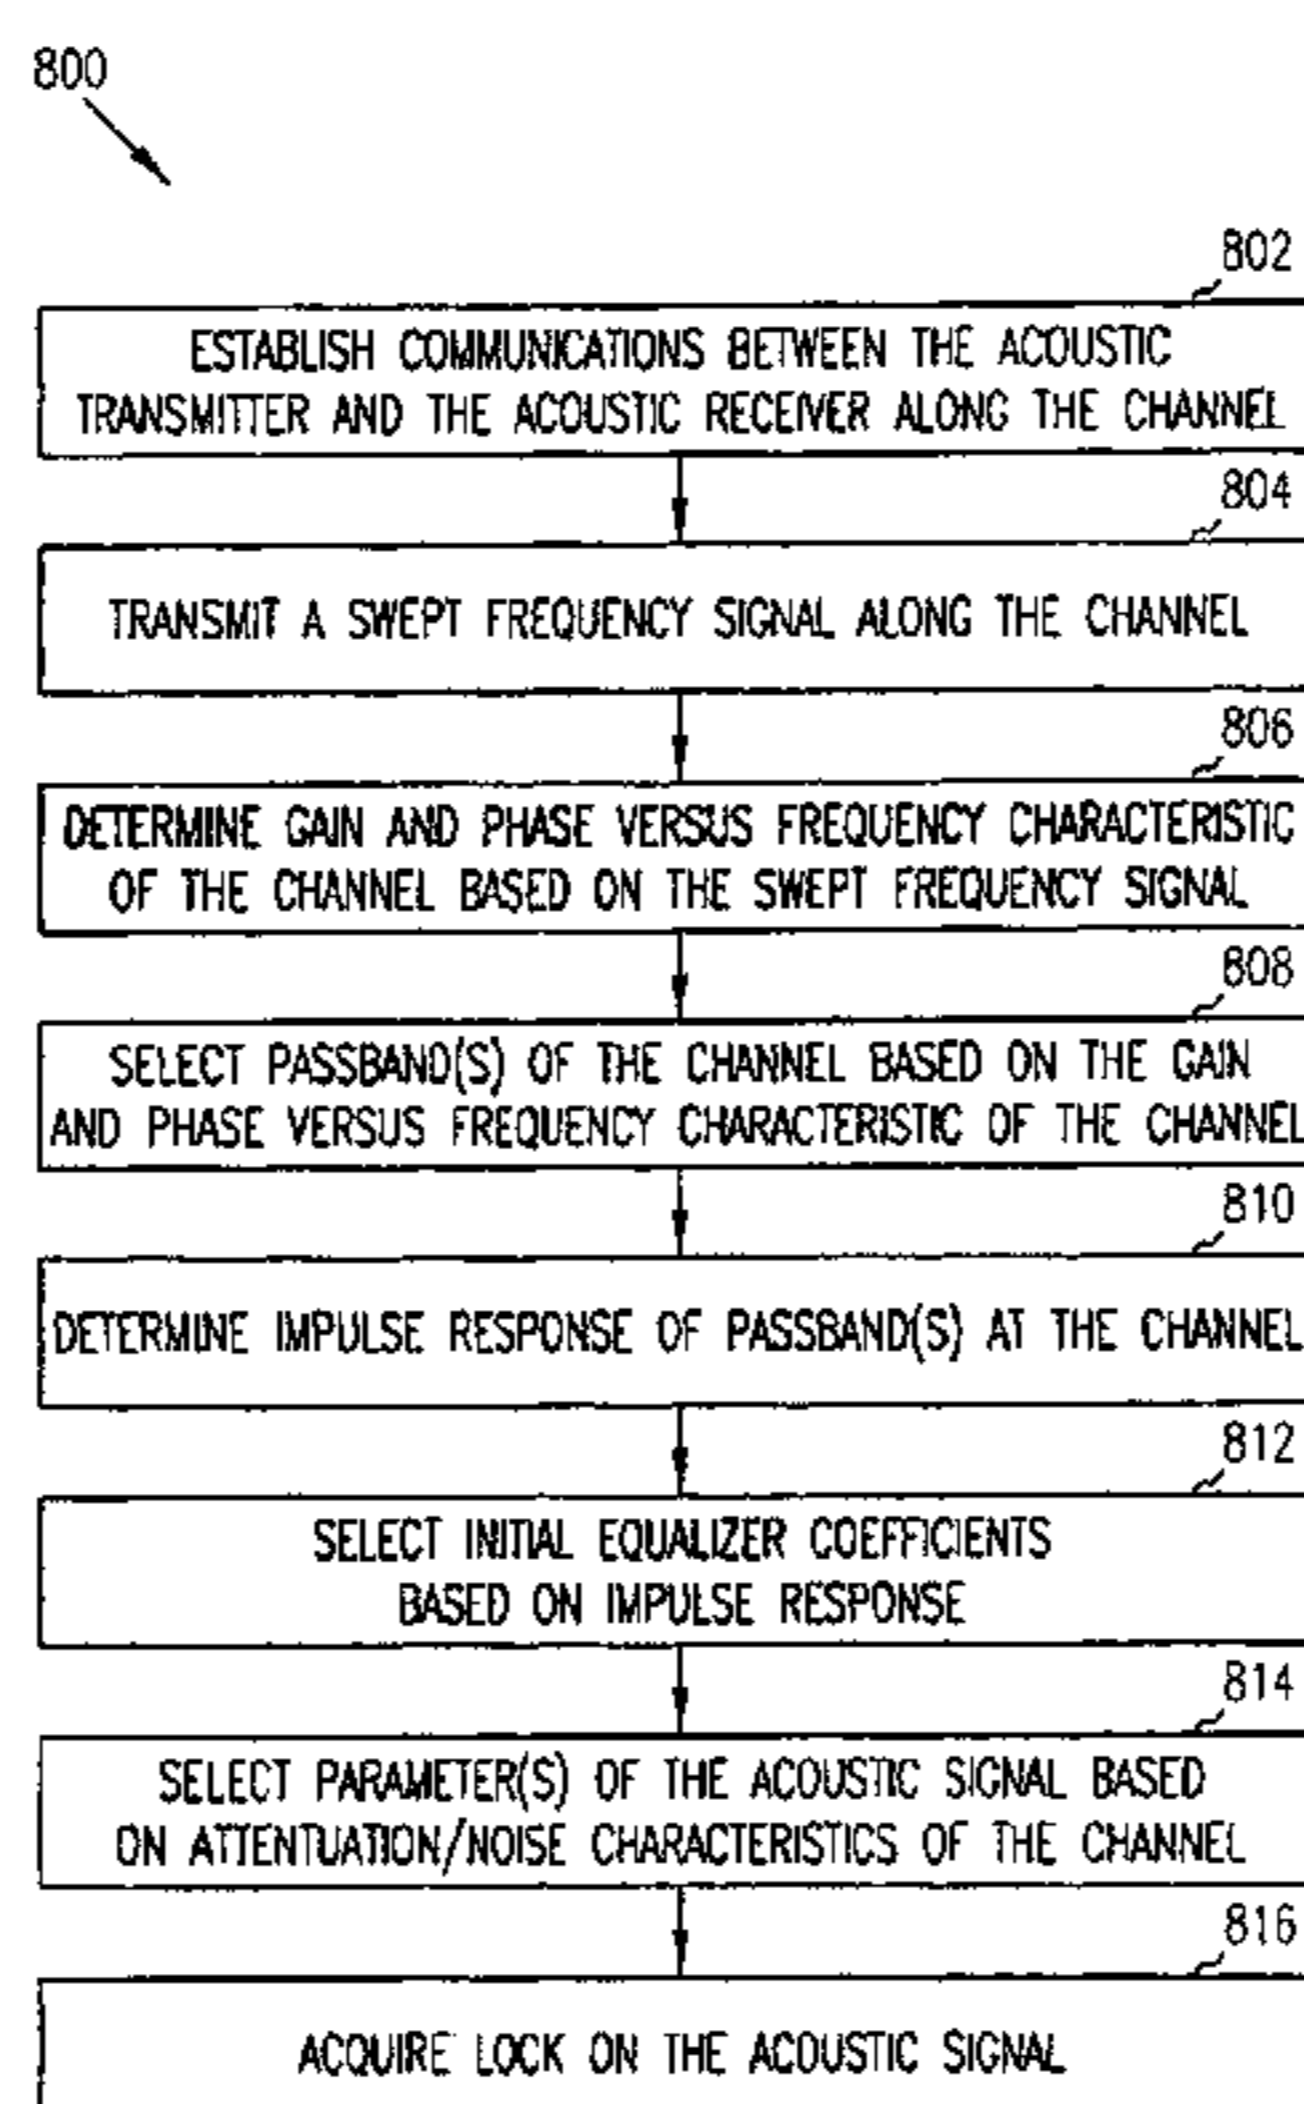 800
802
ESTABLISH COMMUNICATIONS BETWEEN THE ACOUSTIC
TRANSMITTER AND THE ACOUSTIC RECEIVER ALONG THE CHANNEL
804
TRANSMIT A SWEPT FREQUENCY SIGNAL ALONG THE CHANNEL
806
DETERMINE GAIN AND PHASE VERSUS FREQUENCY CHARACTERISTIC
OF THE CHANNEL BASED ON THE SWEPT FREQUENCY SIGNAL
808
SELECT PASSBAND(S) OF THE CHANNEL BASED ON THE GAIN
AND PHASE VERSUS FREQUENCY CHARACTERISTIC OF THE CHANNEL
810
DETERMINE IMPULSE RESPONSE OF PASSBAND(S) AT THE CHANNEL
812
SELECT INITIAL EQUALIZER COEFFICIENTS
BASED ON IMPULSE RESPONSE
814
SELECT PARAMETER(S) OF THE ACOUSTIC SIGNAL BASED
ON ATTENTUATION/NOISE CHARACTERISTICS OF THE CHANNEL
816
ACQUIRE LOCK ON THE ACOUSTIC SIGNAL